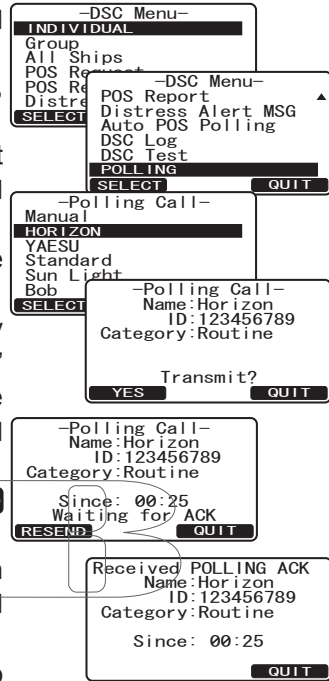 -DSC Menu-
INDIVIDUAL
Group
All Ships
POS
POS
SELECT
-DSC Menu-
POS Report
Distress Alert MSG
Auto POS Polling
DSC Log
DSC Test
POLLING
SELECT QUIT
-Polling Call-
Manual
HORIZON
YAESU
Standard
Sun Light
Bob
SELECT
-Polling Call-
Name:Horizon
ID:123456789
Category:Routine
Transmit?
YES QUIT
-Polling Call-
Name:Horizon
ID:123456789
Category:Routine
Since: 00:25
Waiting for ACK
RESEND QUIT
Received POLLING ACK
Name:Horizon
ID:123456789
Category:Routine
Since: 00:25
QUIT